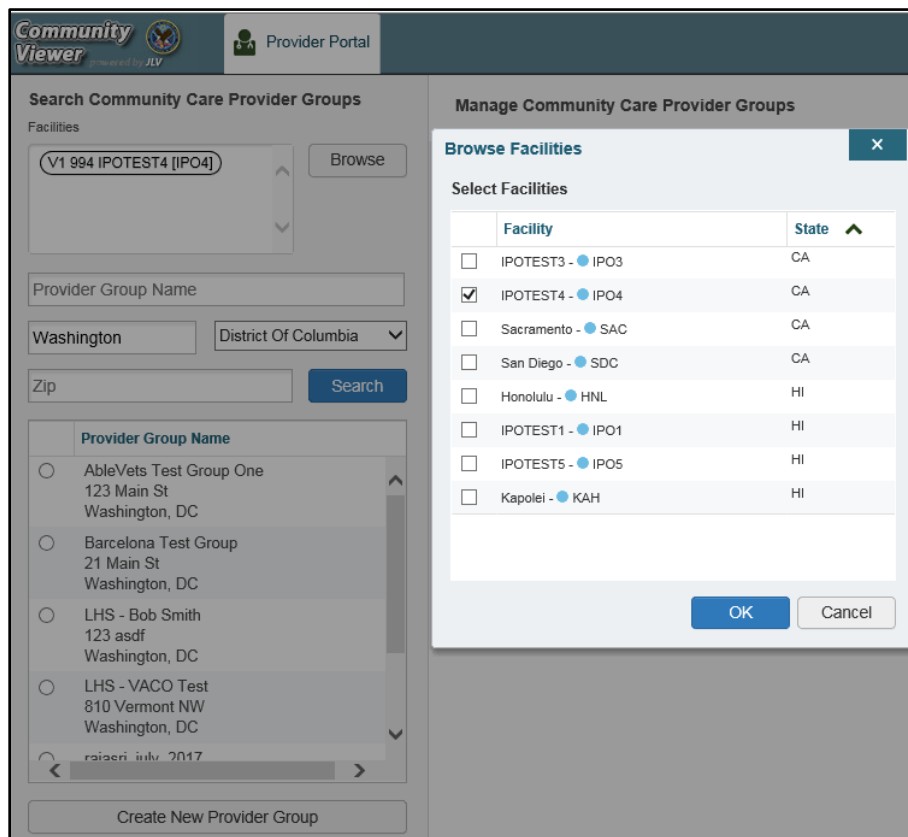 Community
Viewer powered by JLV
Provider Portal
Search Community Care Provider Groups
Facilities
V1 994 IPOTEST4 [IPO4]
Browse
Provider Group Name
Washington
District Of Columbia
Zip
Search
Provider Group Name
AbleVets Test Group One
123 Main St
Washington, DC
Barcelona Test Group
21 Main St
Washington, DC
LHS - Bob Smith
123 asdf
Washington, DC
LHS - VACO Test
810 Vermont NW
Washington, DC
rajasri_july_2017
Create New Provider Group
Manage Community Care Provider Groups
Browse Facilities
X
Select Facilities
Facility State
IPOTEST3 - IPO3 CA
IPOTEST4 - IPO4 CA
Sacramento - SAC CA
San Diego - SDC CA
Honolulu - HNL HI
IPOTEST1 - IPO1 HI
IPOTEST5 - IPO5 HI
Kapolei - KAH HI
OK Cancel